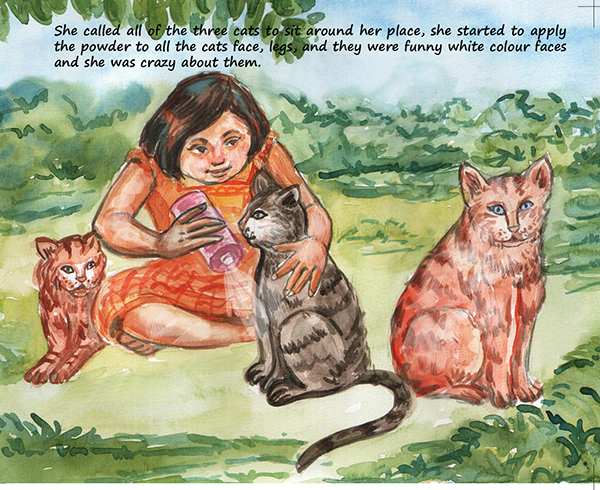 She called all of the three cats to sit around her place, she started to apply
the powder to all the cats face, legs, and they were funny white colour faces
and she was crazy about them.